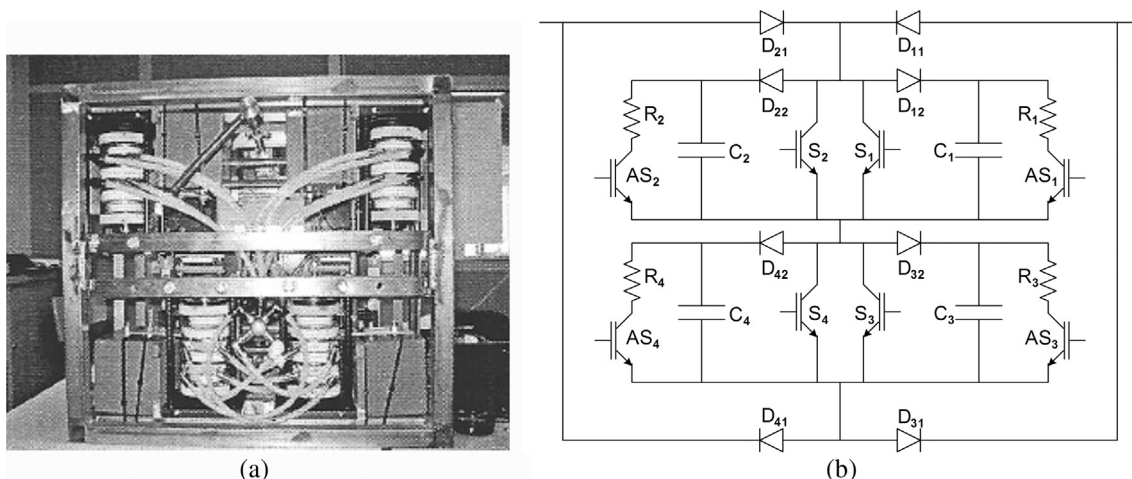 D21 D11
D22 D12
R2 R1
C2 S2 S1 C1
AS2 AS1
D42 D32
R4 R3
C4 S4 S3 C3
AS4 AS3
D41 D31
(a) (b)